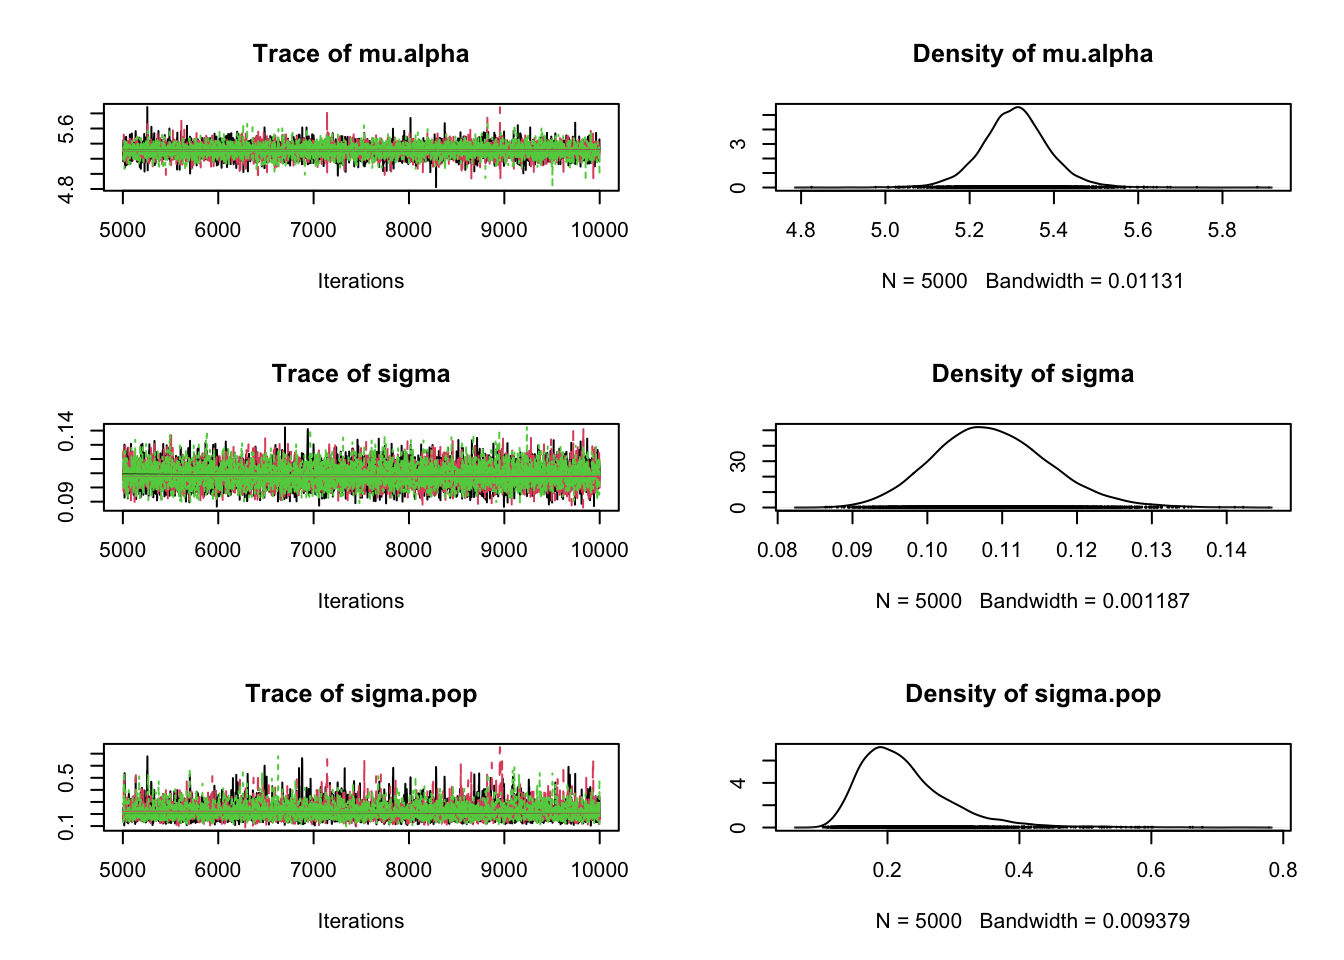 Trace of mu.alpha
5.6
4.8
5000 6000 7000 8000 9000 10000
Iterations
Density of mu.alpha
3
0
4.8 5.0 5.2 5.4 5.6 5.8
N = 5000 Bandwidth = 0.01131
Trace of sigma
0.14
0.09
5000 6000 7000 8000 9000 10000
Iterations
Density of sigma
30
0
0.08 0.09 0.10 0.11 0.12 0.13 0.14
N = 5000 Bandwidth = 0.001187
Trace of sigma.pop
0.5
0.1
5000 6000 7000 8000 9000 10000
Iterations
Density of sigma.pop
4
0
0.2 0.4 0.6 0.8
N = 5000 Bandwidth = 0.009379